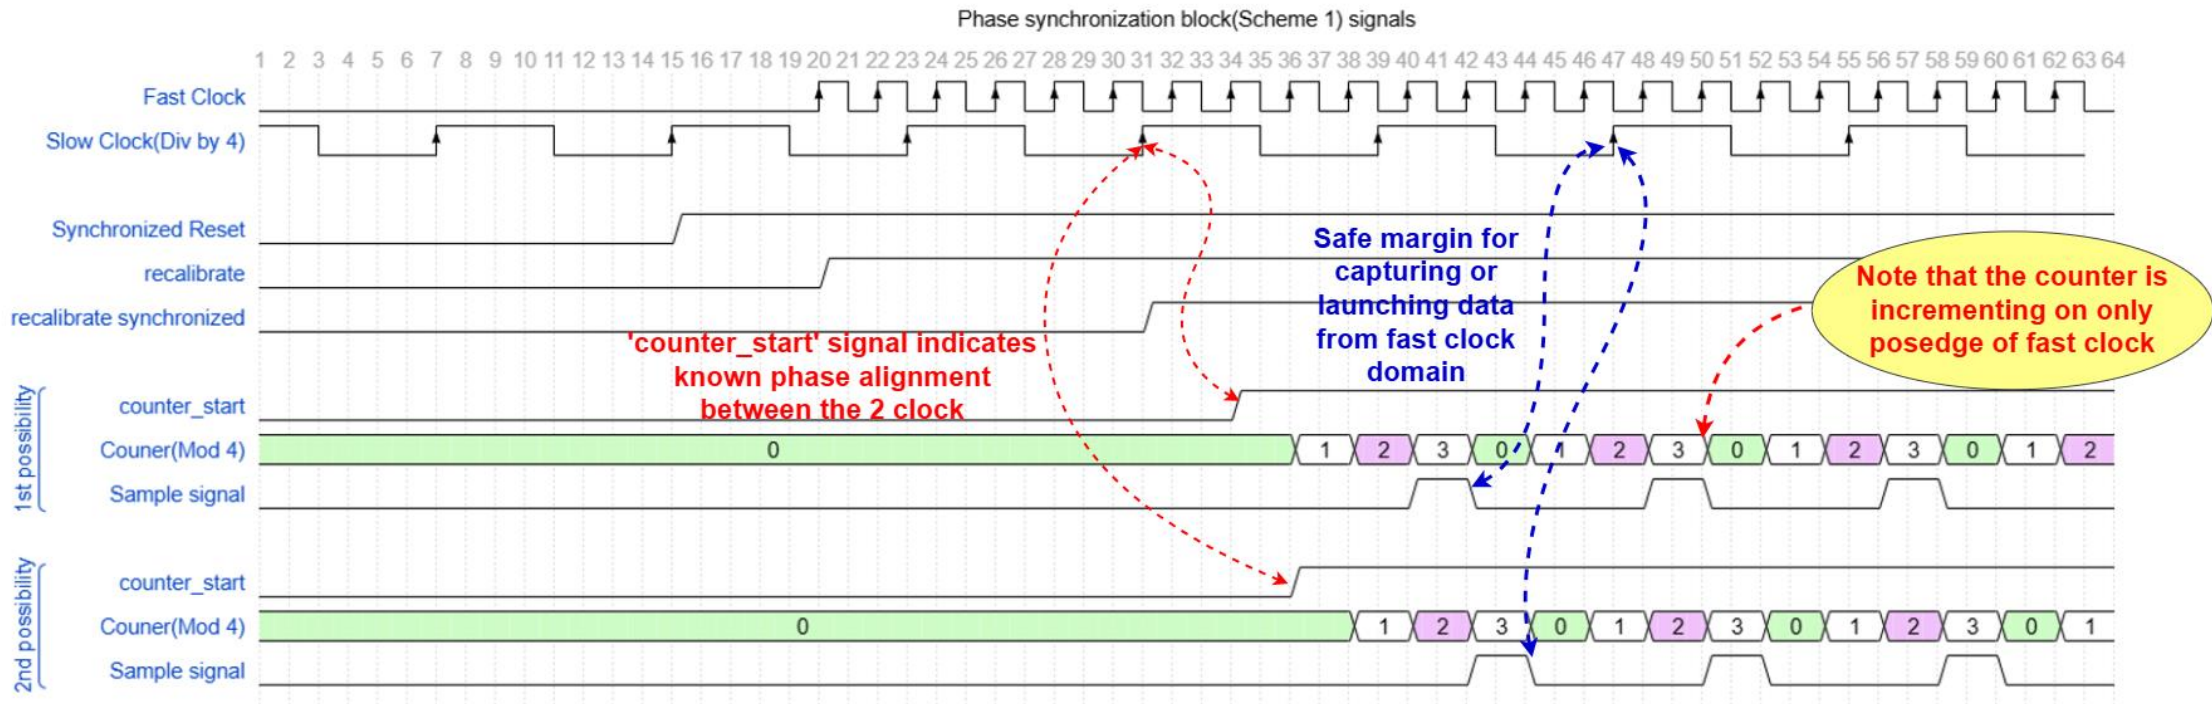 Phase synchronization block(Scheme 1) signals
1 2 3 4 5 6 7 8 9 10 11 12 13 14 15 16 17 18 19 20 21 22 23 24 25 26 27 28 29 30 31 32 33 34 35 36 37 38 39 40 41 42 43 44 45 46 47 48 49 50 51 52 53 54 55 56 57 58 59 60 61 62 63 64
Fast Clock
Slow Clock(Div by 4)
Synchronized Reset
recalibrate
recalibrate synchronized
'counter_start' signal indicates
known phase alignment
between the 2 clock
Safe margin for
capturing or
launching data
from fast clock
domain
Note that the counter is
incrementing on only
posedge of fast clock
1st possibility
counter_start
Couner(Mod 4)
0 1 2 3 0 1 2 3 0 1 2 3 0 1 2
Sample signal
2nd possibility
counter_start
Couner(Mod 4)
0 1 2 3 0 1 2 3 0 1 2 3 0 1
Sample signal